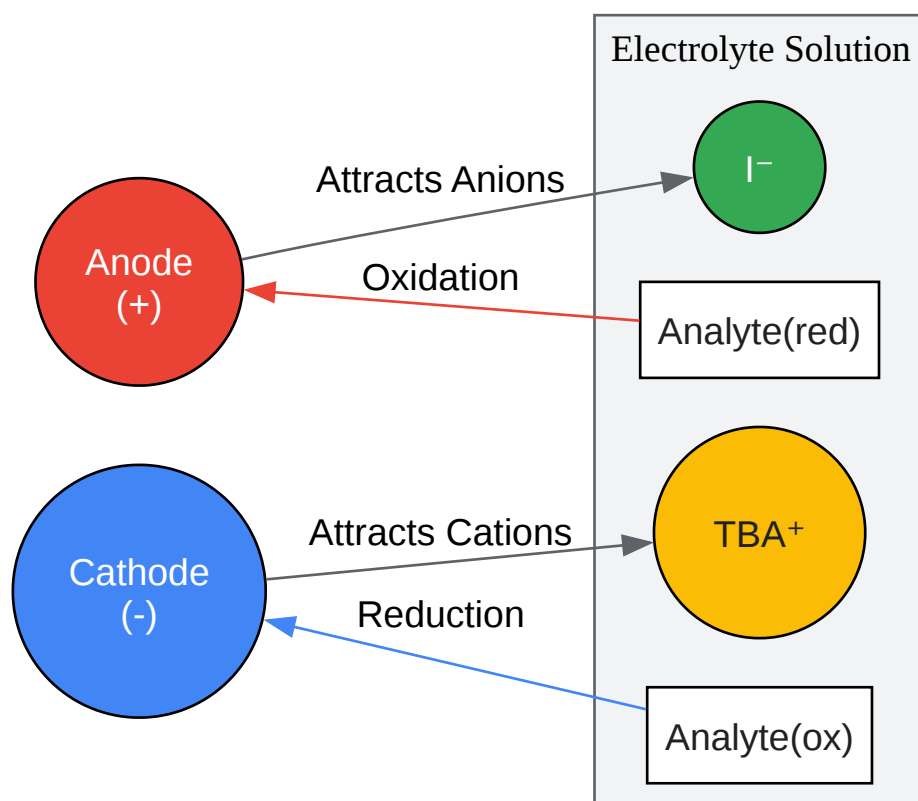 Electrolyte Solution
I⁻
Attracts Anions
Anode
(+)
Oxidation
Analyte(red)
TBA⁺
Attracts Cations
Cathode
(-)
Reduction
Analyte(ox)